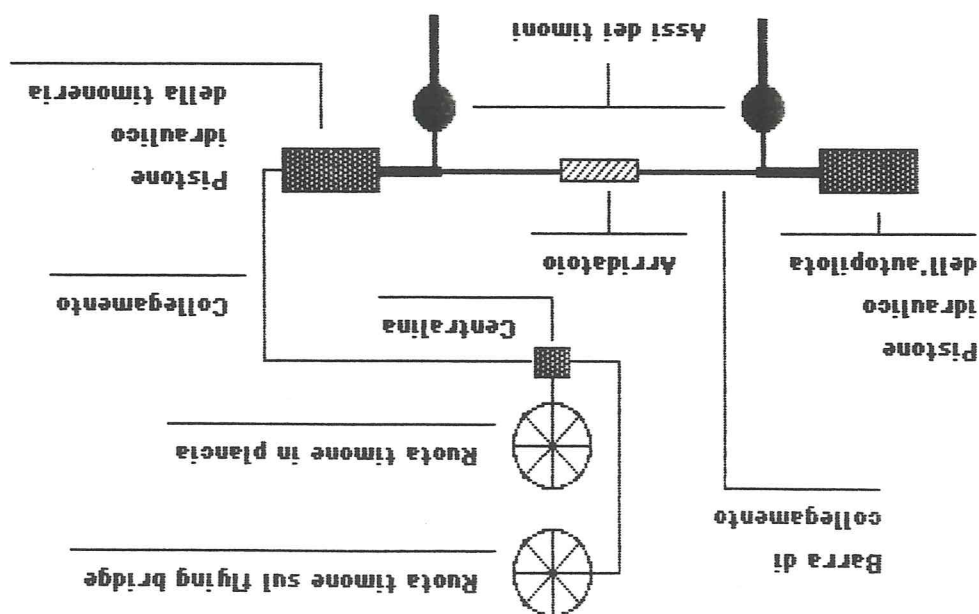 Ruota timone sul flying bridge
Barra di
collegamento
Ruota timone in plancia
Centralina
Pistone
idraulico
dell'autopilota
Arridatoio
Collegamento
Pistone
idraulico
della timoneria
Assi dei timoni